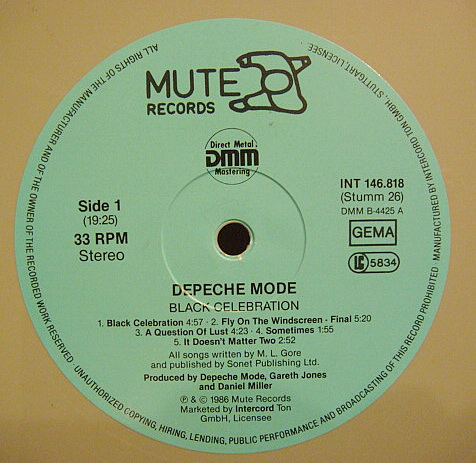 MUTE
RECORDS
Direct Metal
DMM
Mastering
Side 1
(19:25)
33 RPM
Stereo
INT 146.818
(Stumm 26)
DMM B-4425 A
GEMA
LC 5834
DEPECHE MODE
BLACK CELEBRATION
1. Black Celebration 4:57 · 2. Fly On The Windscreen - Final 5:20
3. A Question Of Lust 4:23 · 4. Sometimes 1:55
5. It Doesn't Matter Two 2:52
All songs written by M. L. Gore
and published by Sonet Publishing Ltd.
Produced by Depeche Mode, Gareth Jones
and Daniel Miller
℗ & © 1986 Mute Records
Marketed by Intercord Ton
GmbH, Licensee
ALL RIGHTS OF THE MANUFACTURER AND OF THE OWNER OF THE RECORDED WORK RESERVED. UNAUTHORIZED COPYING, HIRING, LENDING, PUBLIC PERFORMANCE AND BROADCASTING OF THIS RECORD PROHIBITED. MANUFACTURED BY INTERCORD TON GMBH, STUTTGART, LICENSEE